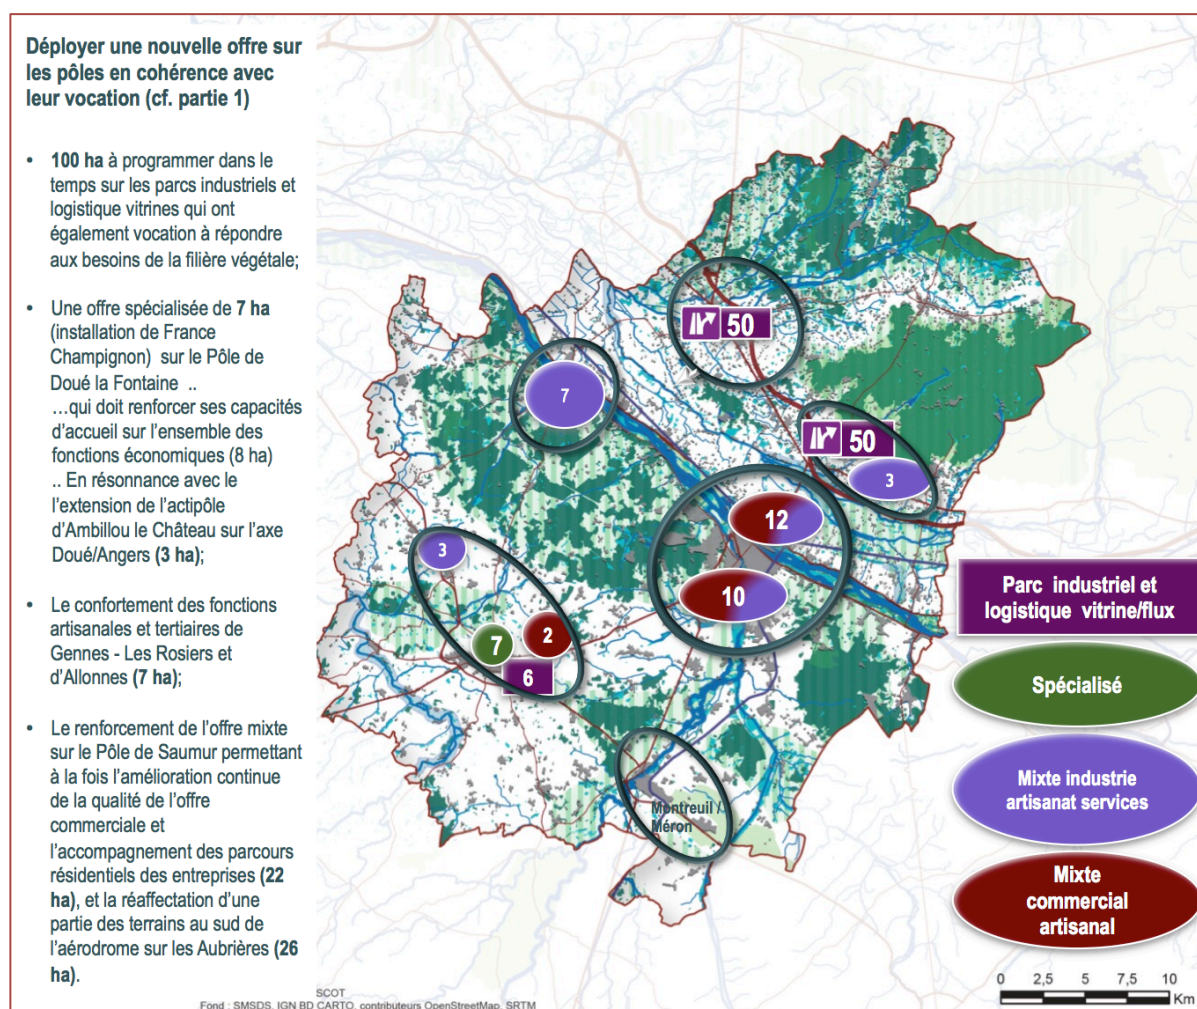 Déployer une nouvelle offre sur
les pôles en cohérence avec
leur vocation (cf. partie 1)
• 100 ha à programmer dans le
temps sur les parcs industriels et
logistique vitrines qui ont
également vocation à répondre
aux besoins de la filière végétale;
• Une offre spécialisée de 7 ha
(installation de France
Champignon) sur le Pôle de
Doué la Fontaine ..
…qui doit renforcer ses capacités
d'accueil sur l'ensemble des
fonctions économiques (8 ha)
.. En résonnance avec le
l'extension de l'actipôle
d'Ambillou le Château sur l'axe
Doué/Angers (3 ha);
• Le confortement des fonctions
artisanales et tertiaires de
Gennes - Les Rosiers et
d'Allonnes (7 ha);
• Le renforcement de l'offre mixte
sur le Pôle de Saumur permettant
à la fois l'amélioration continue
de la qualité de l'offre
commerciale et
l'accompagnement des parcours
résidentiels des entreprises (22
ha), et la réaffectation d'une
partie des terrains au sud de
l'aérodrome sur les Aubrières (26
ha).
50
7
50
3
12
10
3
2
7
6
Montreuil /
Méron
Parc industriel et
logistique vitrine/flux
Spécialisé
Mixte industrie
artisanat services
Mixte
commercial
artisanal
0 2,5 5 7,5 10
Km
SCOT
Fond : SMSDS, IGN BD CARTO, contributeurs OpenStreetMap, SRTM